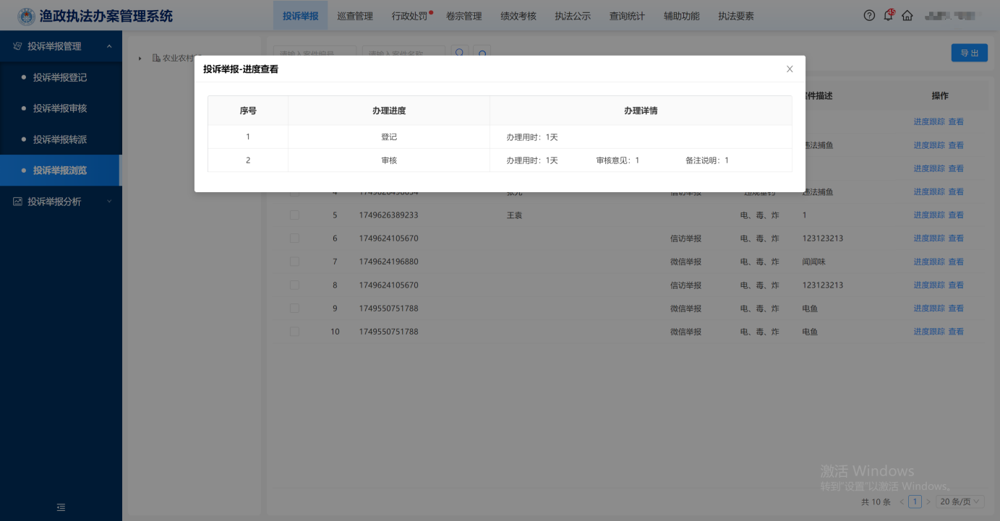 渔政执法办案管理系统 投诉举报 巡查管理 行政处罚 卷宗管理 绩效考核 执法公示 查询统计 辅助功能 执法要素 45
投诉举报管理
投诉举报登记
投诉举报审核
投诉举报转派
投诉举报浏览
投诉举报分析
农业农村
请输入案件编号 请输入案件名称 导 出
投诉举报-进度查看
序号 办理进度 办理详情
1 登记 办理用时：1天
2 审核 办理用时：1天 审核意见：1 备注说明：1
件描述 操作
进度跟踪 查看
违法捕鱼 进度跟踪 查看
进度跟踪 查看
4 1749626496654 张九 信访举报 违规垂钓 违法捕鱼 进度跟踪 查看
5 1749626389233 王袁 电、毒、炸 1 进度跟踪 查看
6 1749624105670 信访举报 电、毒、炸 123123213 进度跟踪 查看
7 1749624196880 微信举报 电、毒、炸 闻闻味 进度跟踪 查看
8 1749624105670 信访举报 电、毒、炸 123123213 进度跟踪 查看
9 1749550751788 微信举报 电、毒、炸 电鱼 进度跟踪 查看
10 1749550751788 微信举报 电、毒、炸 电鱼 进度跟踪 查看
激活 Windows
转到"设置"以激活 Windows。
共 10 条 < 1 > 20 条/页